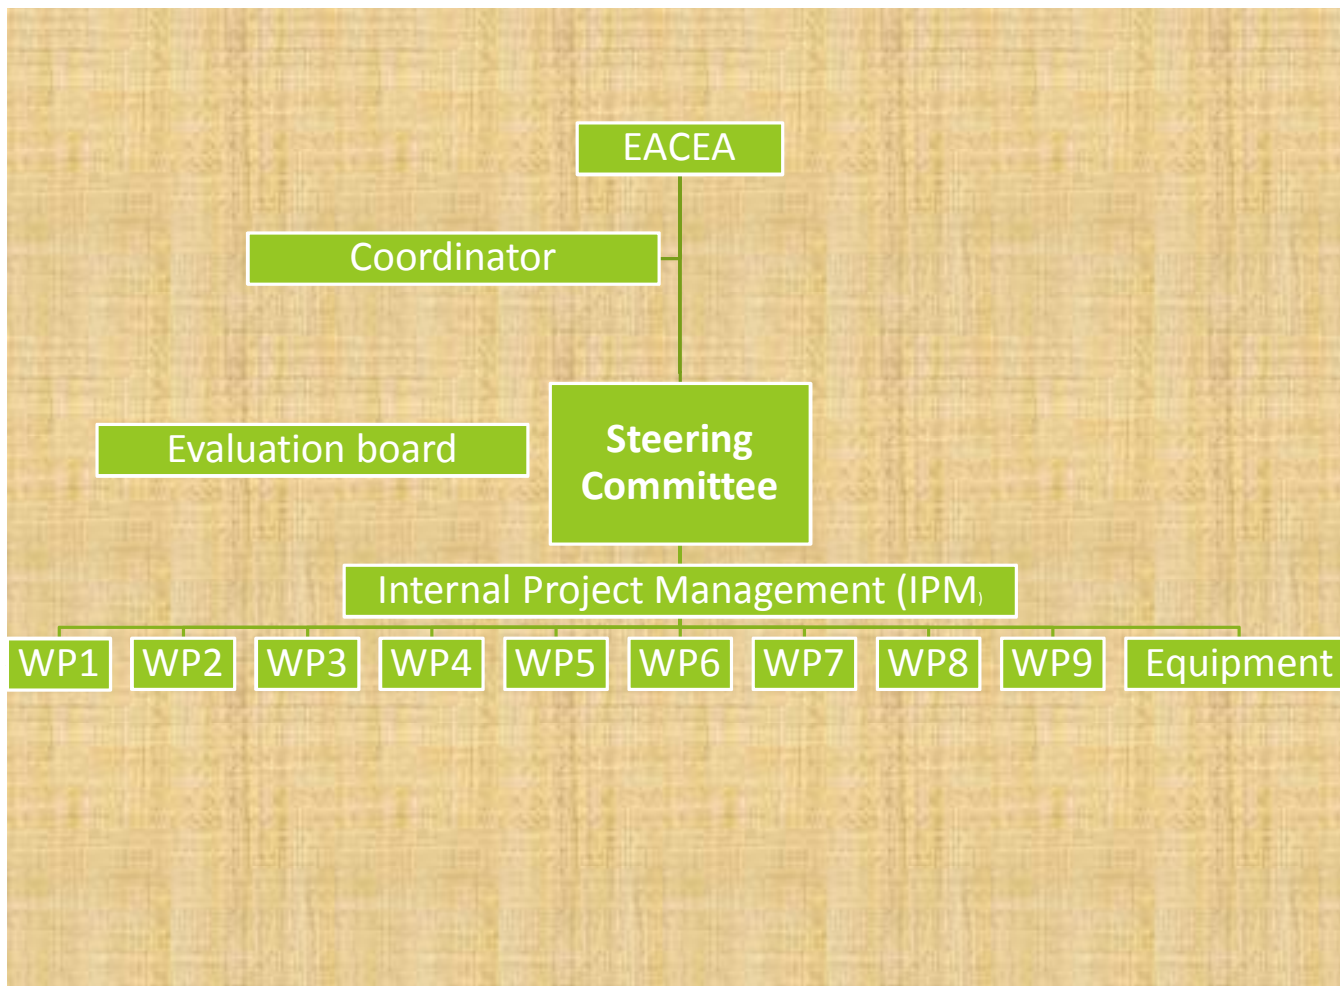 EACEA
Coordinator
Evaluation board
Steering
Committee
Internal Project Management (IPM)
WP1 WP2 WP3 WP4 WP5 WP6 WP7 WP8 WP9 Equipment